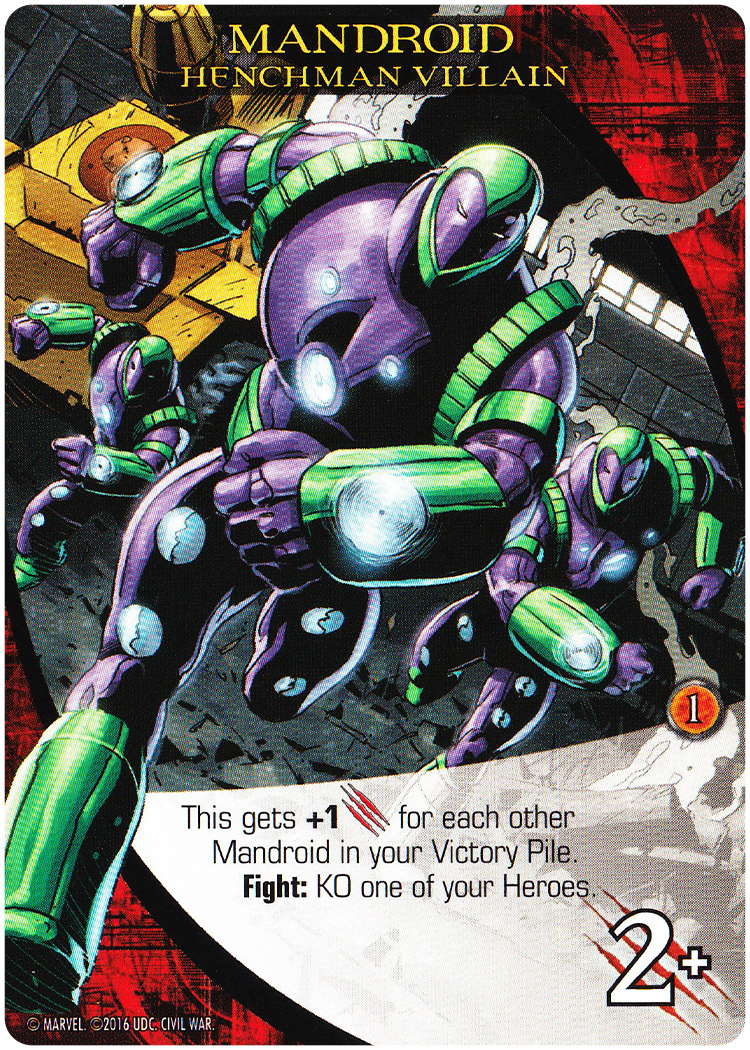 MANDROID
HENCHMAN VILLAIN
1
This gets +1 for each other
Mandroid in your Victory Pile.
Fight: KO one of your Heroes.
2+
© MARVEL. ©2016 UDC. CIVIL WAR.